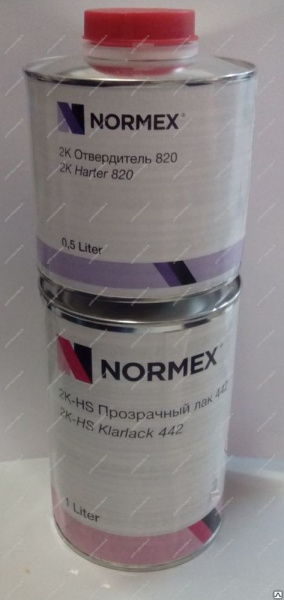 NORMEX®
2K Отвердитель 820
2K Harter 820
0,5 Liter
NORMEX®
2K-HS Прозрачный лак 442
2K-HS Klarlack 442
1 Liter